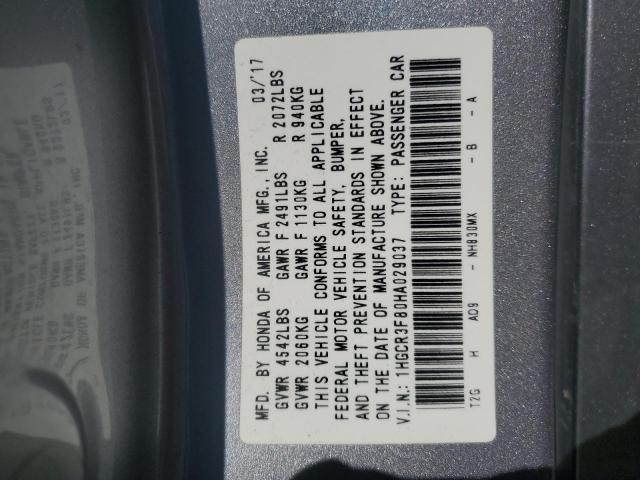 MFD. BY HONDA OF AMERICA MFG., INC. 03/'17
GVWR 4542LBS GAWR F 2491LBS R 2072LBS
GVWR 2060KG GAWR F 1130KG R 940KG
THIS VEHICLE CONFORMS TO ALL APPLICABLE
FEDERAL MOTOR VEHICLE SAFETY, BUMPER,
AND THEFT PREVENTION STANDARDS IN EFFECT
ON THE DATE OF MANUFACTURE SHOWN ABOVE.
V.I.N.: 1HGCR3F80HA029037 TYPE: PASSENGER CAR
T2G H AD9 - NH830MX - B - A